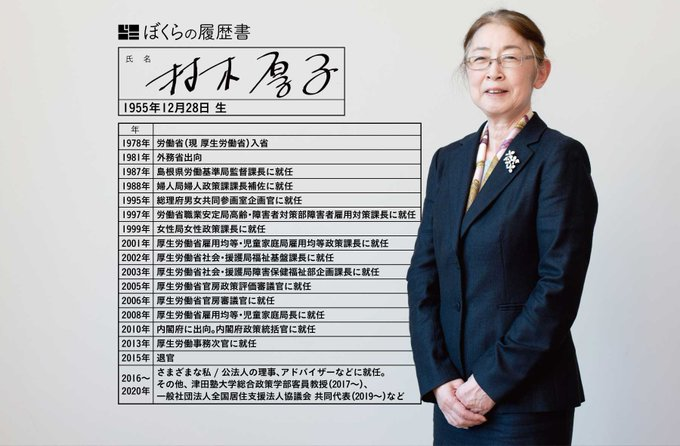 ぼくらの履歴書
氏 名
村木厚子
1955年12月28日 生
年
1978年 労働省(現 厚生労働省)入省
1981年 外務省出向
1987年 島根県労働基準局監督課長に就任
1988年 婦人局婦人政策課課長補佐に就任
1995年 総理府男女共同参画室企画官に就任
1997年 労働省職業安定局高齢・障害者対策部障害者雇用対策課長に就任
1999年 女性局女性政策課長に就任
2001年 厚生労働省雇用均等・児童家庭局雇用均等政策課長に就任
2002年 厚生労働省社会・援護局福祉基盤課長に就任
2003年 厚生労働省社会・援護局障害保健福祉部企画課長に就任
2005年 厚生労働省官房政策評価審議官に就任
2006年 厚生労働省官房審議官に就任
2008年 厚生労働省雇用均等・児童家庭局長に就任
2010年 内閣府に出向。内閣府政策統括官に就任
2013年 厚生労働事務次官に就任
2015年 退官
2016〜
2020年
さまざまな私 / 公法人の理事、アドバイザーなどに就任。
その他、津田塾大学総合政策学部客員教授(2017〜)、
一般社団法人全国居住支援法人協議会 共同代表(2019〜)など